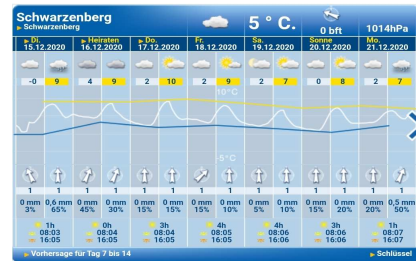 Schwarzenberg
Schwarzenberg
5 ° C.
0 bft
1014hPa
Di. Heiraten Do. Fr. Sa. Sonne Mo.
15.12.2020 16.12.2020 17.12.2020 18.12.2020 19.12.2020 20.12.2020 21.12.2020
-0 9 4 9 2 10 2 9 2 7 0 8 2 7
10°C
-5°C
1 1 1 1 1 1 1 1 1 1 1 1 1 1
0 mm 0,6 mm 0 mm 0 mm 0 mm 0 mm 0 mm 0 mm 0 mm 0 mm 0 mm 0 mm 0 mm 0,5 mm
3% 65% 45% 30% 15% 15% 15% 10% 5% 10% 15% 20% 20% 50%
1h 0h 3h 4h 4h 3h 1h
08:03 08:04 08:04 08:05 08:06 08:06 08:07
16:05 16:05 16:05 16:05 16:06 16:06 16:07
Vorhersage für Tag 7 bis 14
Schlüssel